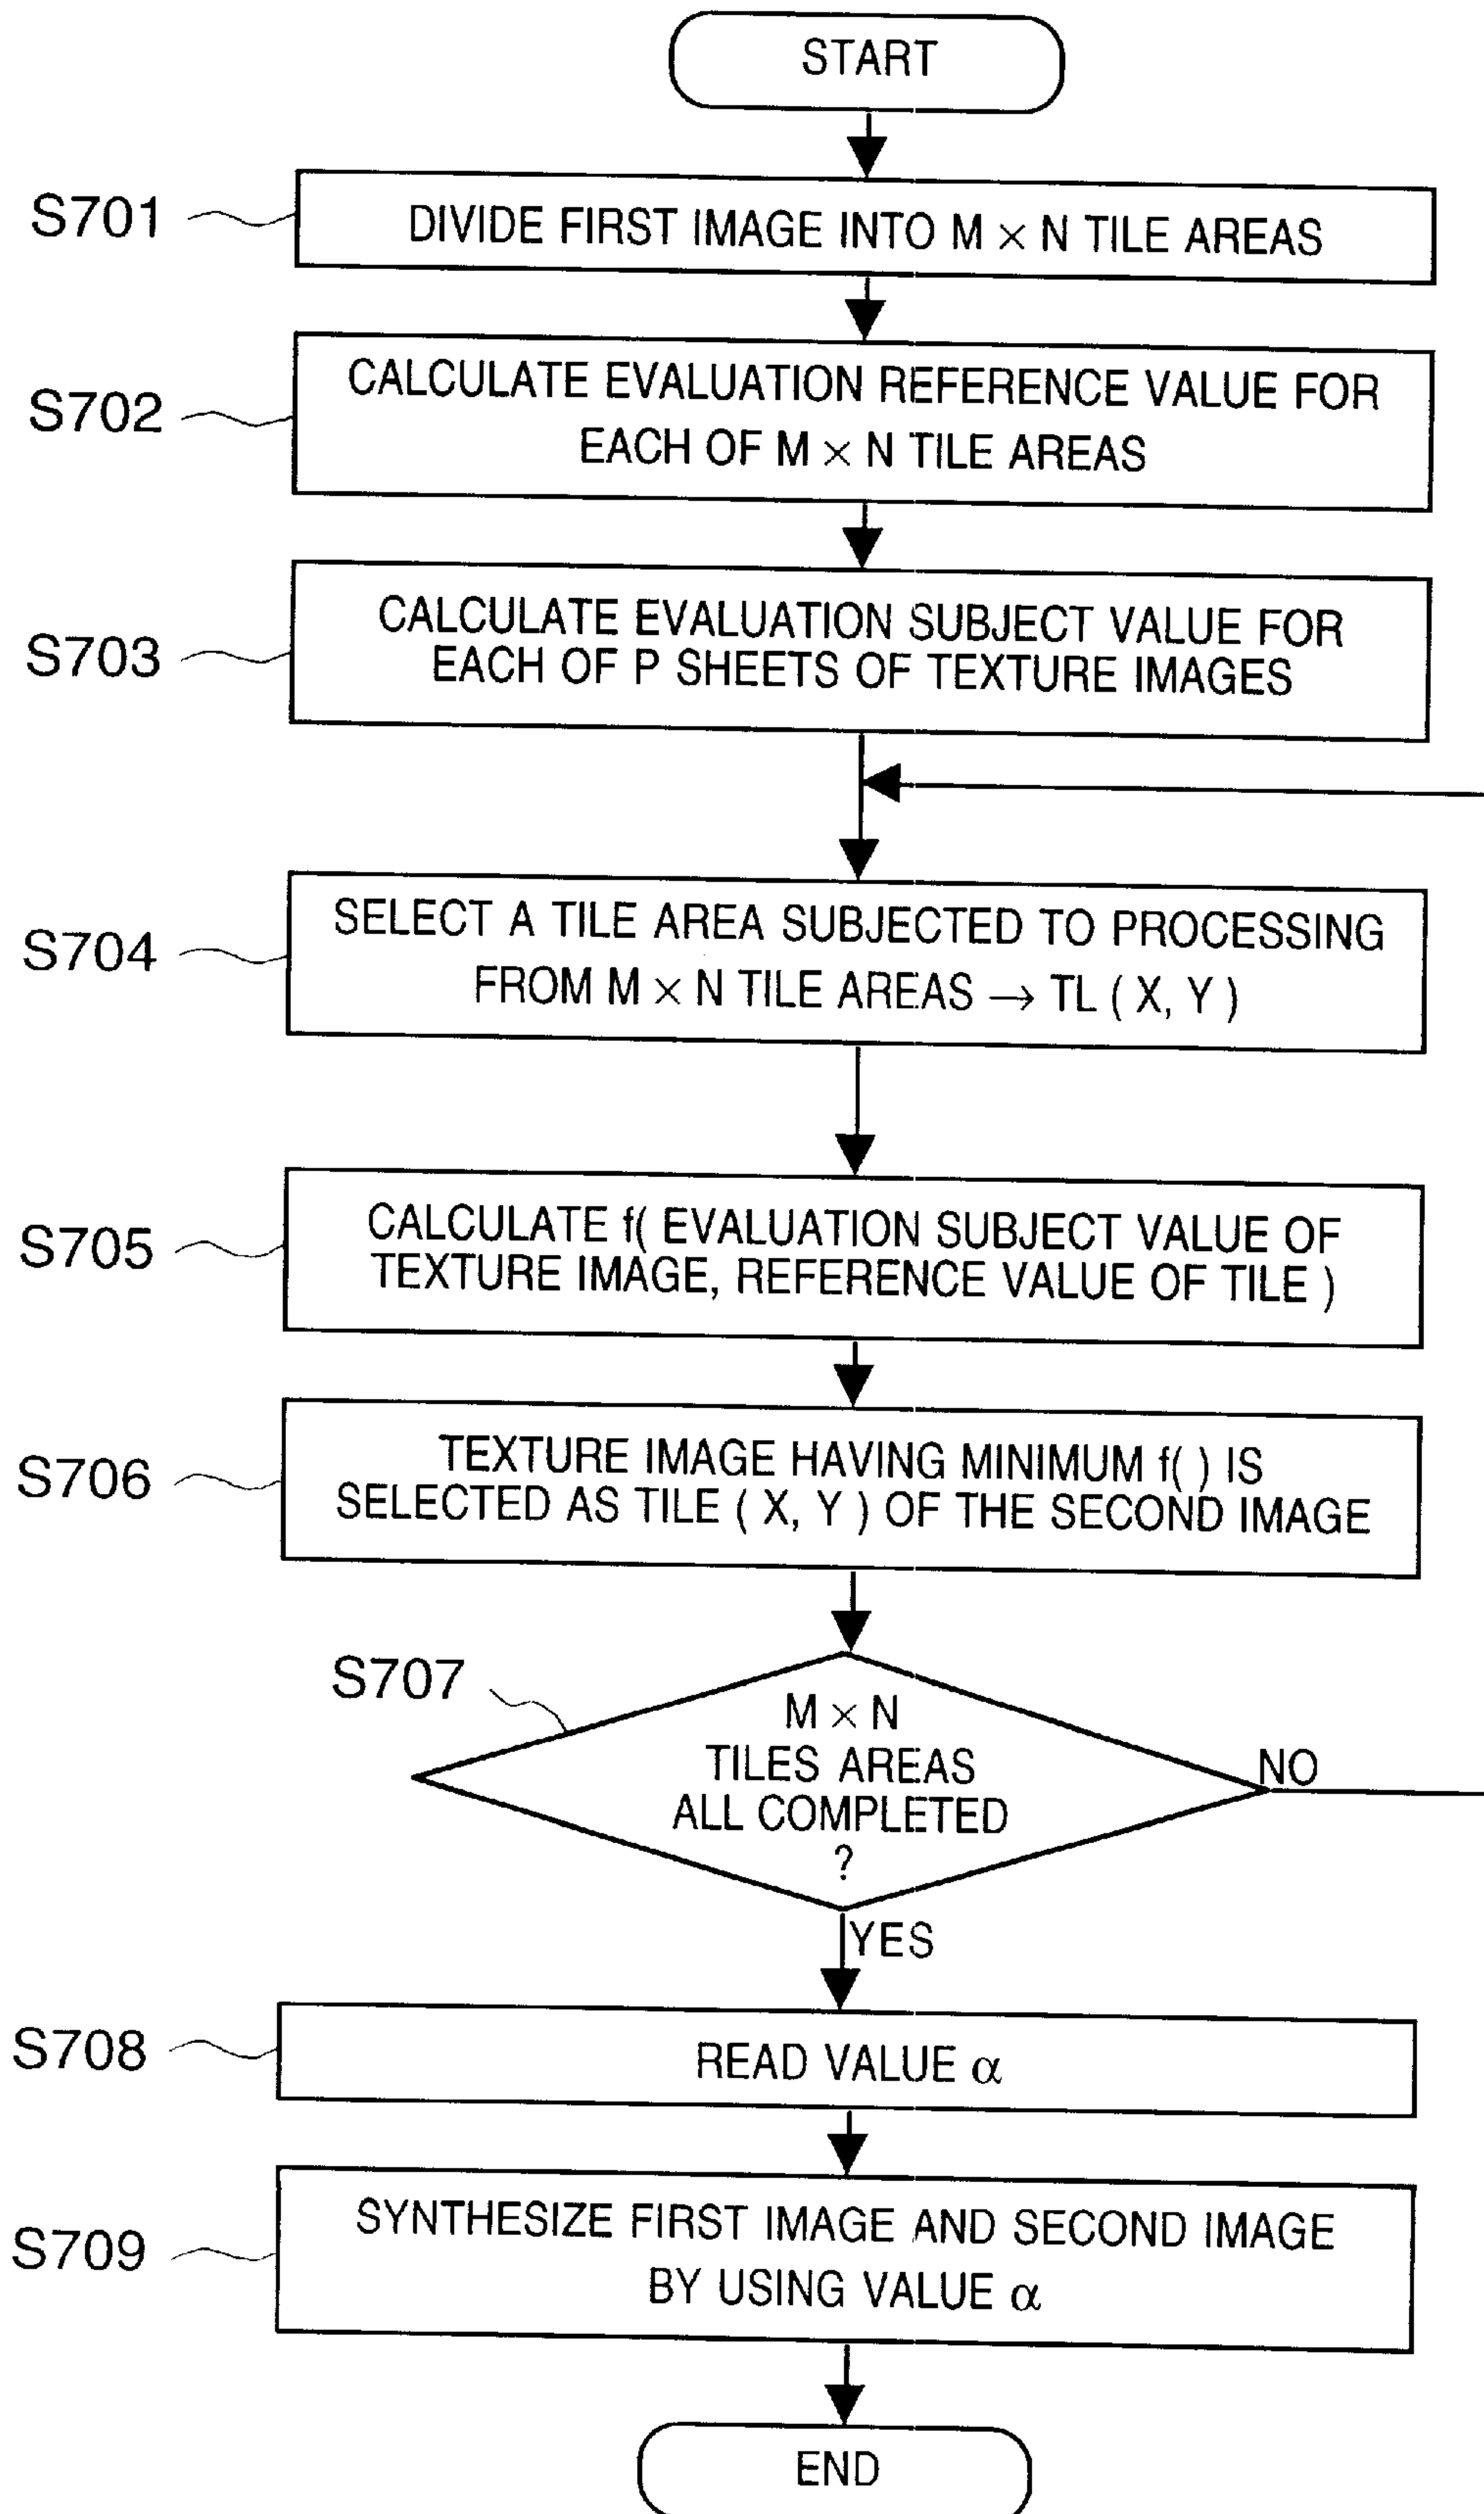 START
S701
DIVIDE FIRST IMAGE INTO M × N TILE AREAS
S702
CALCULATE EVALUATION REFERENCE VALUE FOR
EACH OF M × N TILE AREAS
S703
CALCULATE EVALUATION SUBJECT VALUE FOR
EACH OF P SHEETS OF TEXTURE IMAGES
S704
SELECT A TILE AREA SUBJECTED TO PROCESSING
FROM M × N TILE AREAS → TL ( X, Y )
S705
CALCULATE f( EVALUATION SUBJECT VALUE OF
TEXTURE IMAGE, REFERENCE VALUE OF TILE )
S706
TEXTURE IMAGE HAVING MINIMUM f( ) IS
SELECTED AS TILE ( X, Y ) OF THE SECOND IMAGE
S707
M × N
TILES AREAS
ALL COMPLETED
?
NO
YES
S708
READ VALUE α
S709
SYNTHESIZE FIRST IMAGE AND SECOND IMAGE
BY USING VALUE α
END